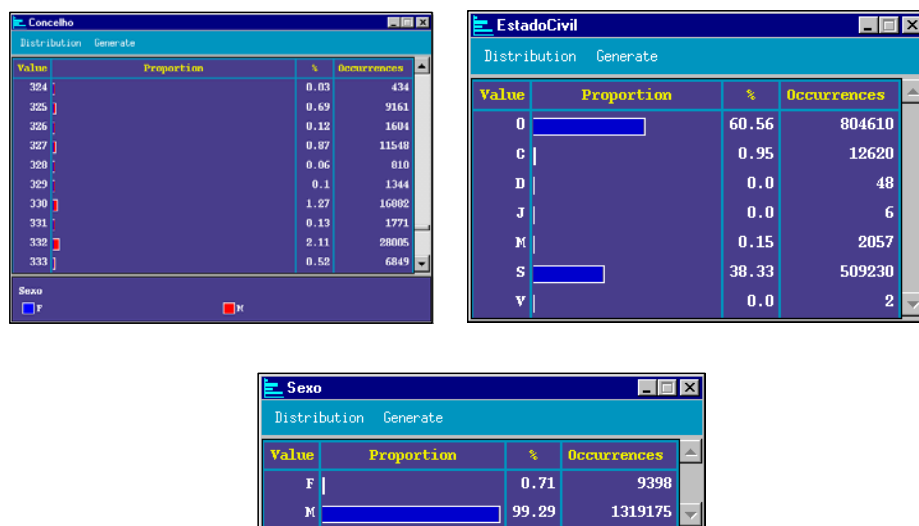 Concelho
Distribution Generate
Value Proportion % Occurrences
324 0.03 434
325 0.69 9161
326 0.12 1604
327 0.87 11548
328 0.06 810
329 0.1 1344
330 1.27 16882
331 0.13 1771
332 2.11 28005
333 0.52 6849
Sexo
F M
EstadoCivil
Distribution Generate
Value Proportion % Occurrences
0 60.56 804610
C 0.95 12620
D 0.0 48
J 0.0 6
M 0.15 2057
S 38.33 509230
V 0.0 2
Sexo
Distribution Generate
Value Proportion % Occurrences
F 0.71 9398
M 99.29 1319175